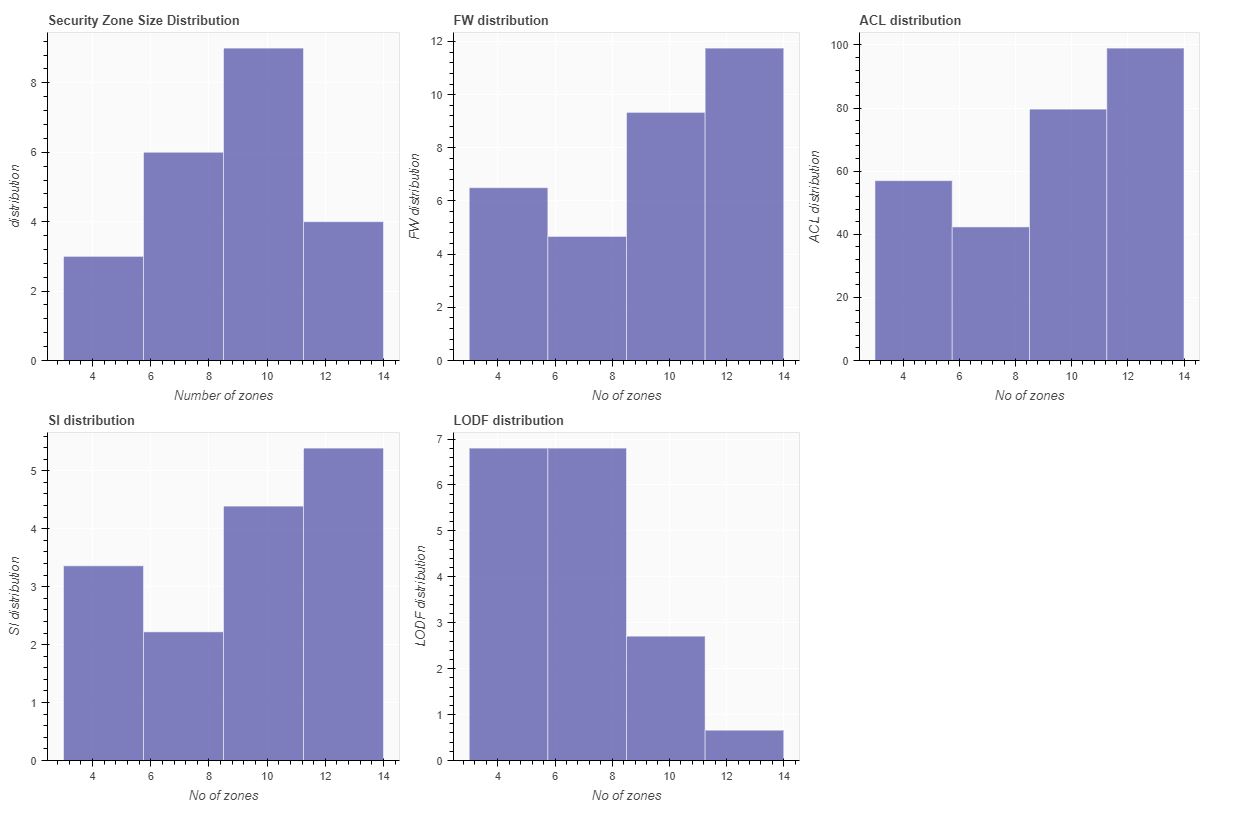 Security Zone Size Distribution
distribution
8
6
4
2
0
4 6 8 10 12 14
Number of zones
FW distribution
FW distribution
12
10
8
6
4
2
0
4 6 8 10 12 14
No of zones
ACL distribution
ACL distribution
100
80
60
40
20
0
4 6 8 10 12 14
No of zones
SI distribution
SI distribution
5
4
3
2
1
0
4 6 8 10 12 14
No of zones
LODF distribution
LODF distribution
7
6
5
4
3
2
1
0
4 6 8 10 12 14
No of zones